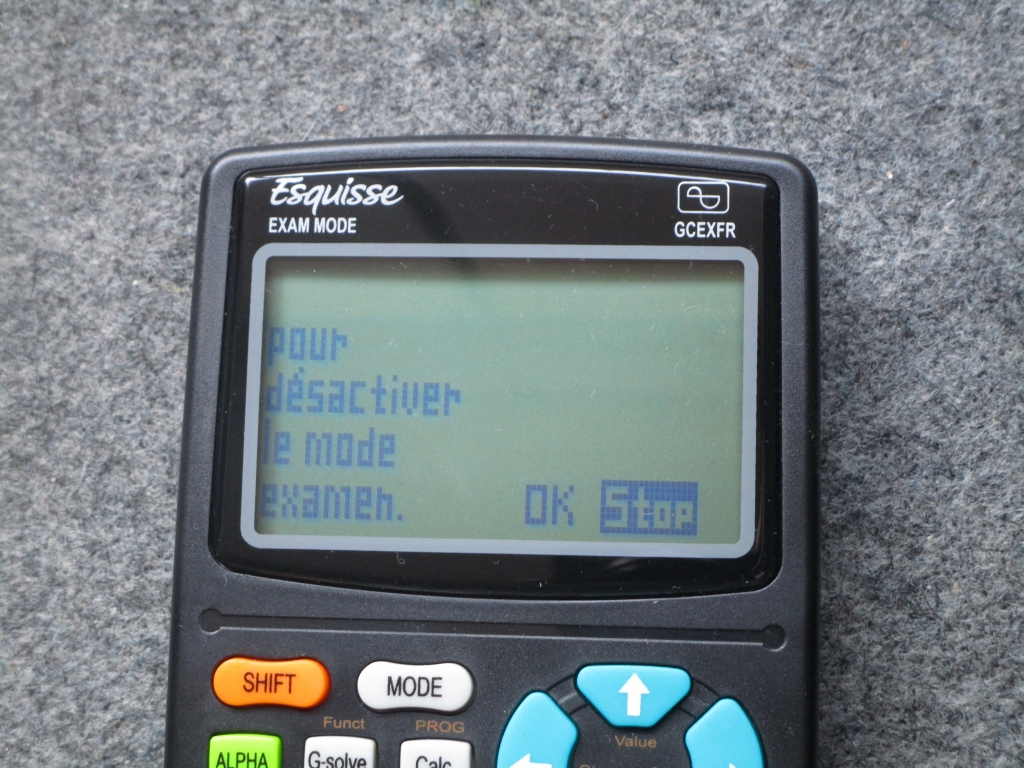 Esquisse
EXAM MODE
GCEXFR
pour
désactiver
le mode
examen.
OK Stop
SHIFT
MODE
Funct
PROG
Value
ALPHA
G-solve
Calc